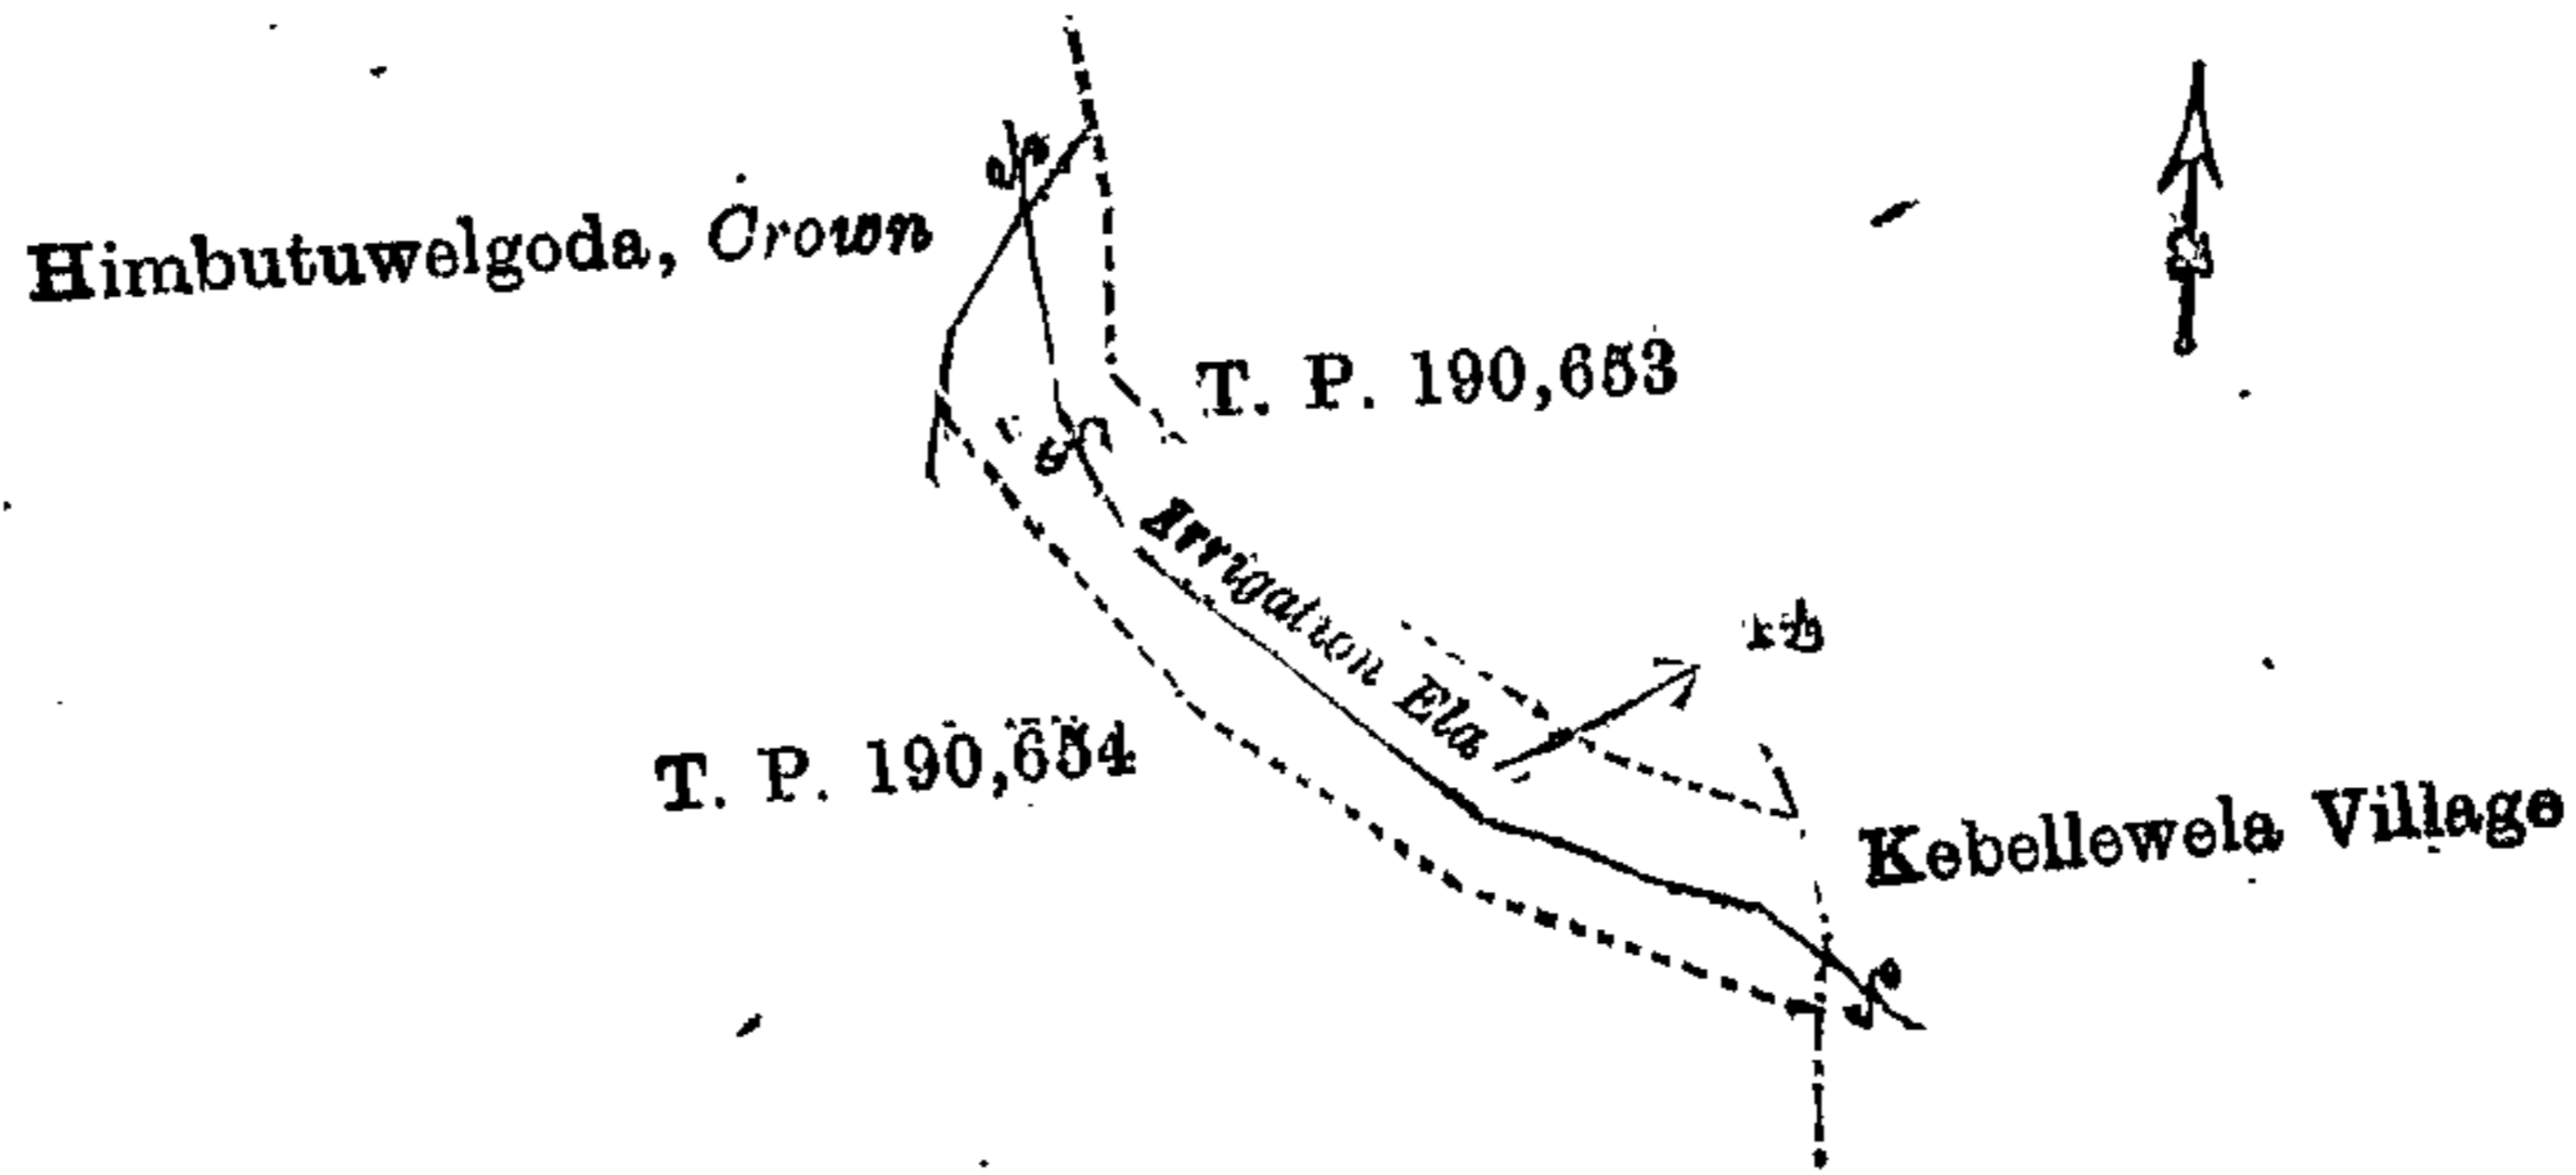 Himbutuwelgoda, Crown
T. P. 190,653
Irrigation Ela
T. P. 190,654
Kebellewela Village